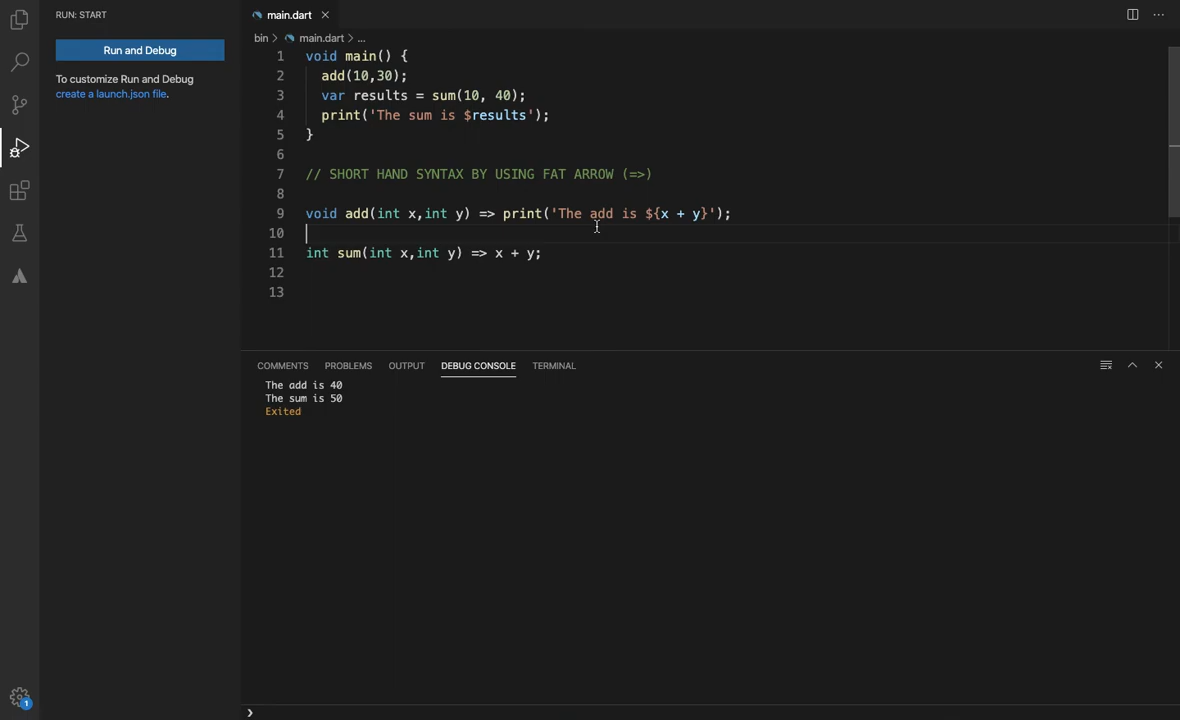 RUN: START
Run and Debug
To customize Run and Debug
create a launch.json file.
main.dart
bin > main.dart > ...
1 void main() {
2 add(10,30);
3 var results = sum(10, 40);
4 print('The sum is $results');
5 }
6
7 // SHORT HAND SYNTAX BY USING FAT ARROW (=>)
8
9 void add(int x,int y) => print('The add is ${x + y}');
10
11 int sum(int x,int y) => x + y;
12
13
COMMENTS PROBLEMS OUTPUT DEBUG CONSOLE TERMINAL
The add is 40
The sum is 50
Exited
1